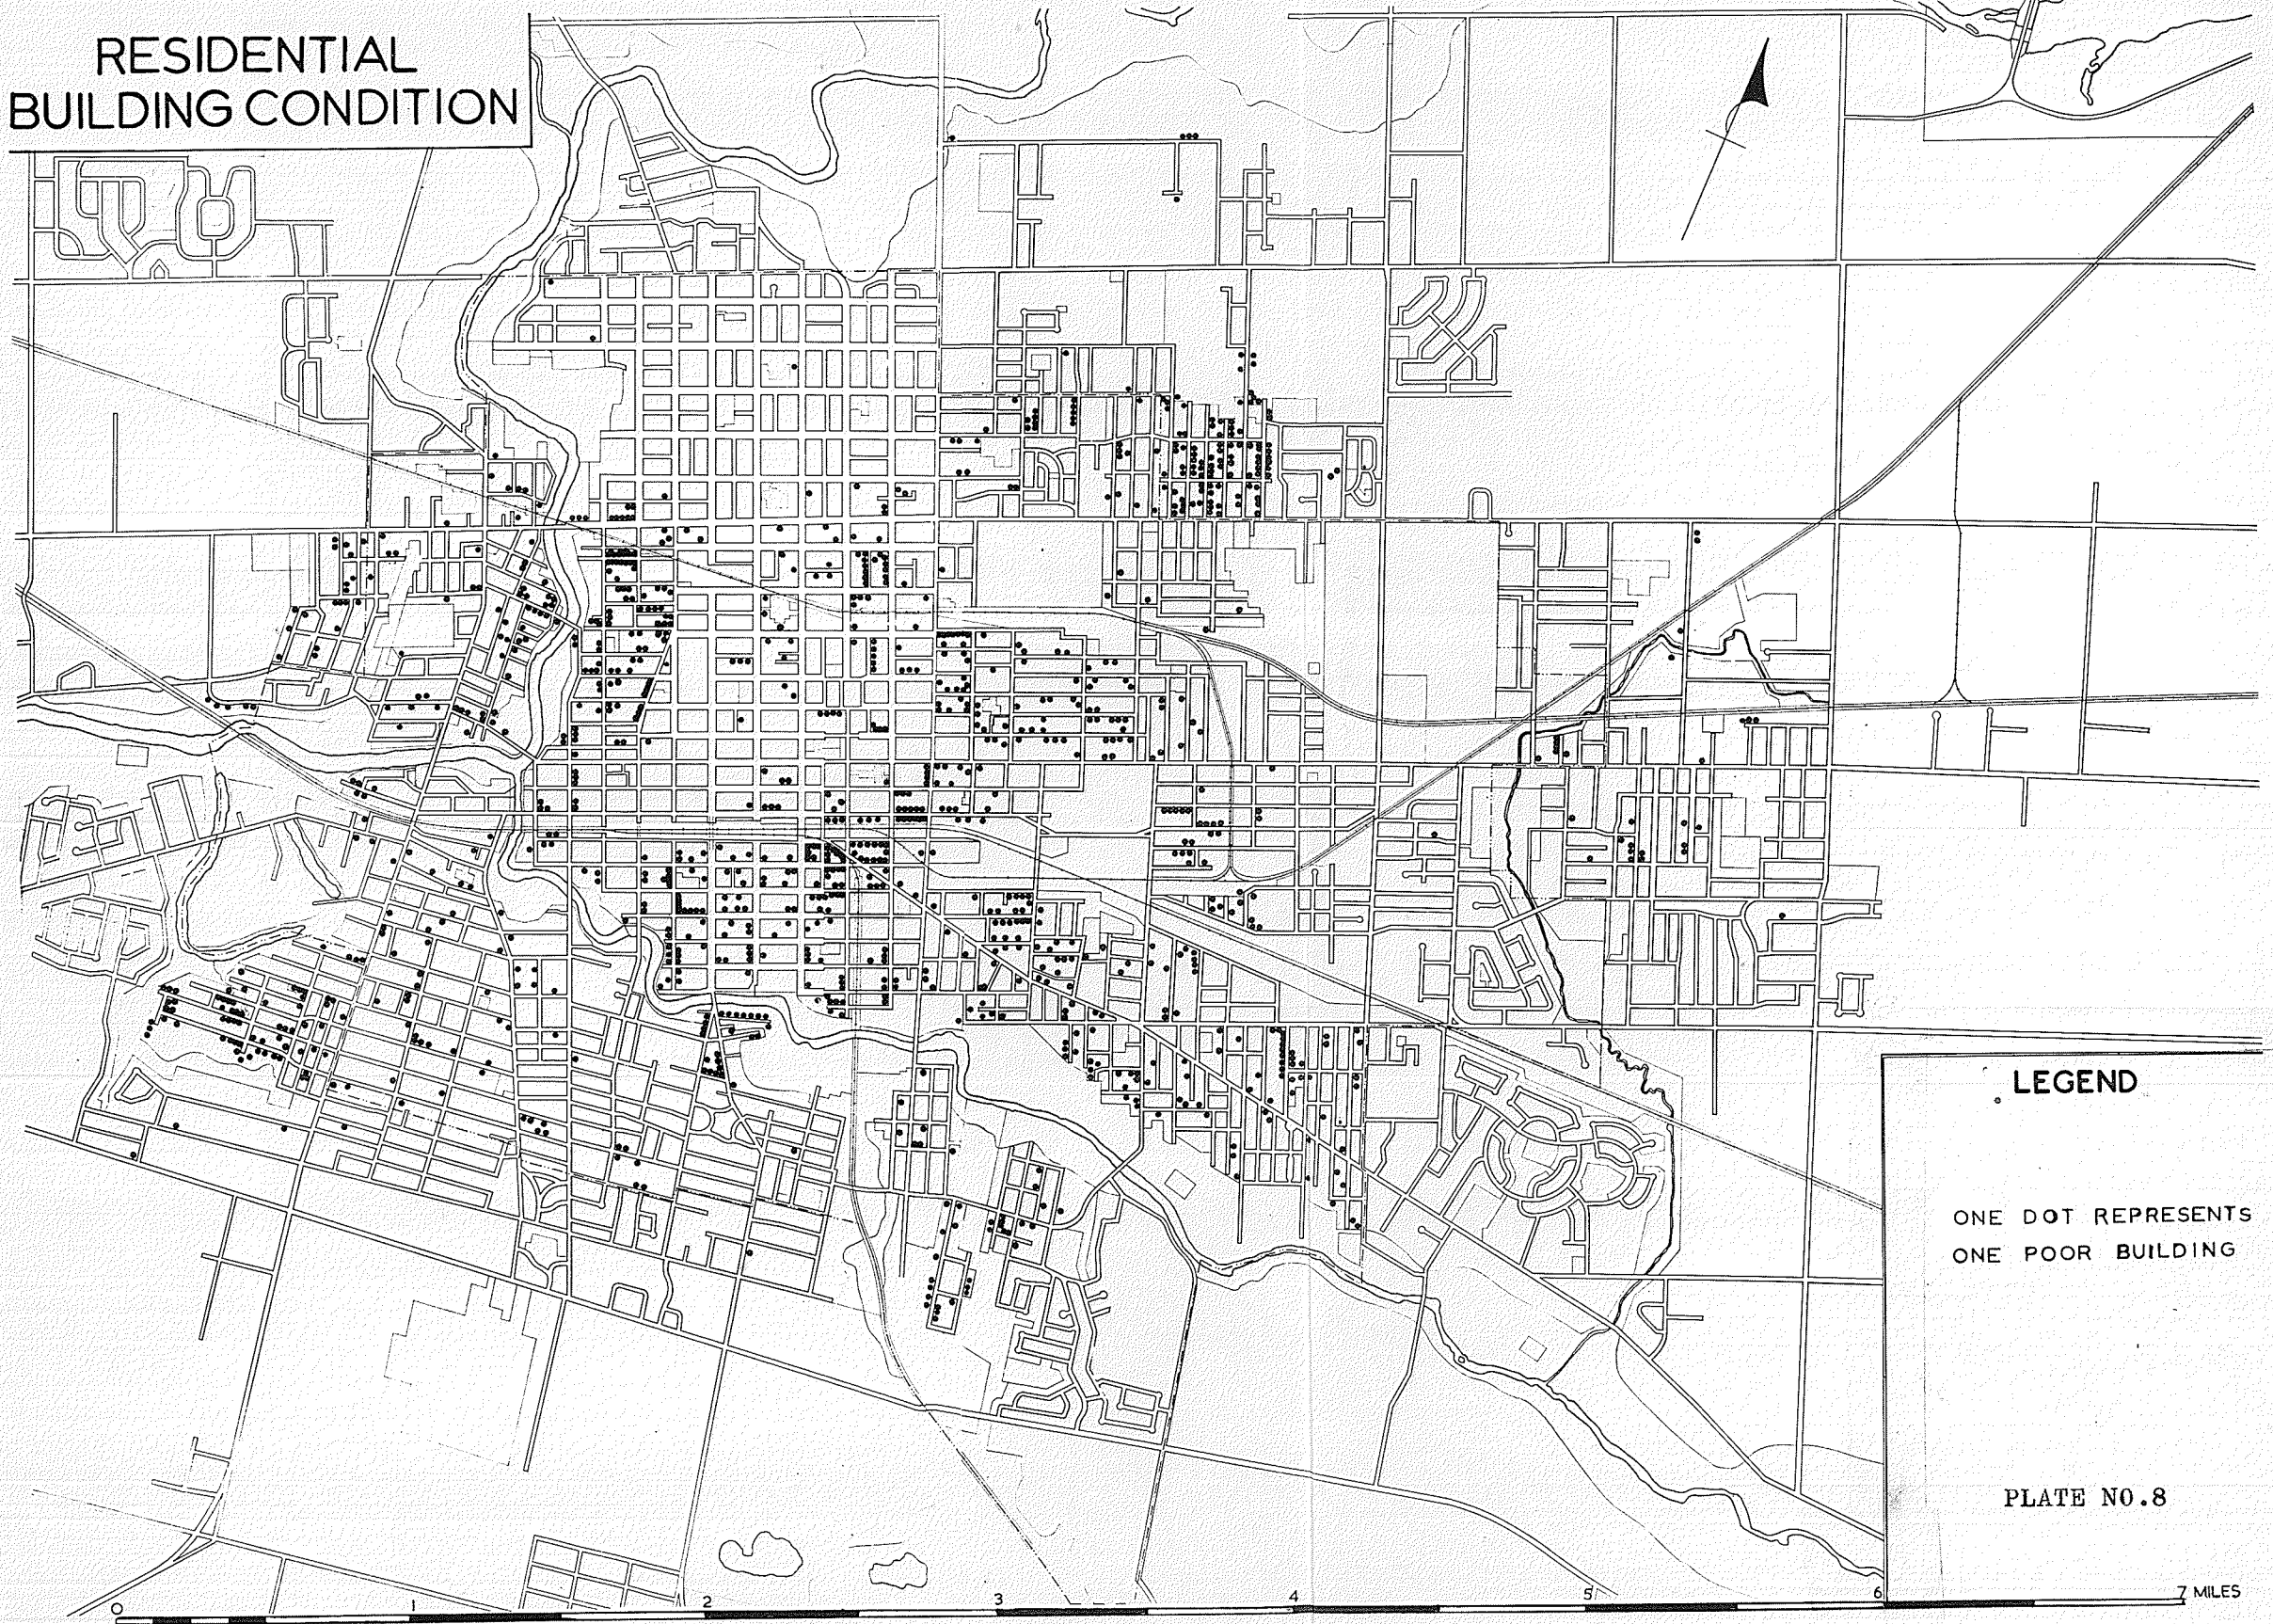 RESIDENTIAL
BUILDING CONDITION
LEGEND
ONE DOT REPRESENTS
ONE POOR BUILDING
PLATE NO.8
0 1 2 3 4 5 6 7 MILES